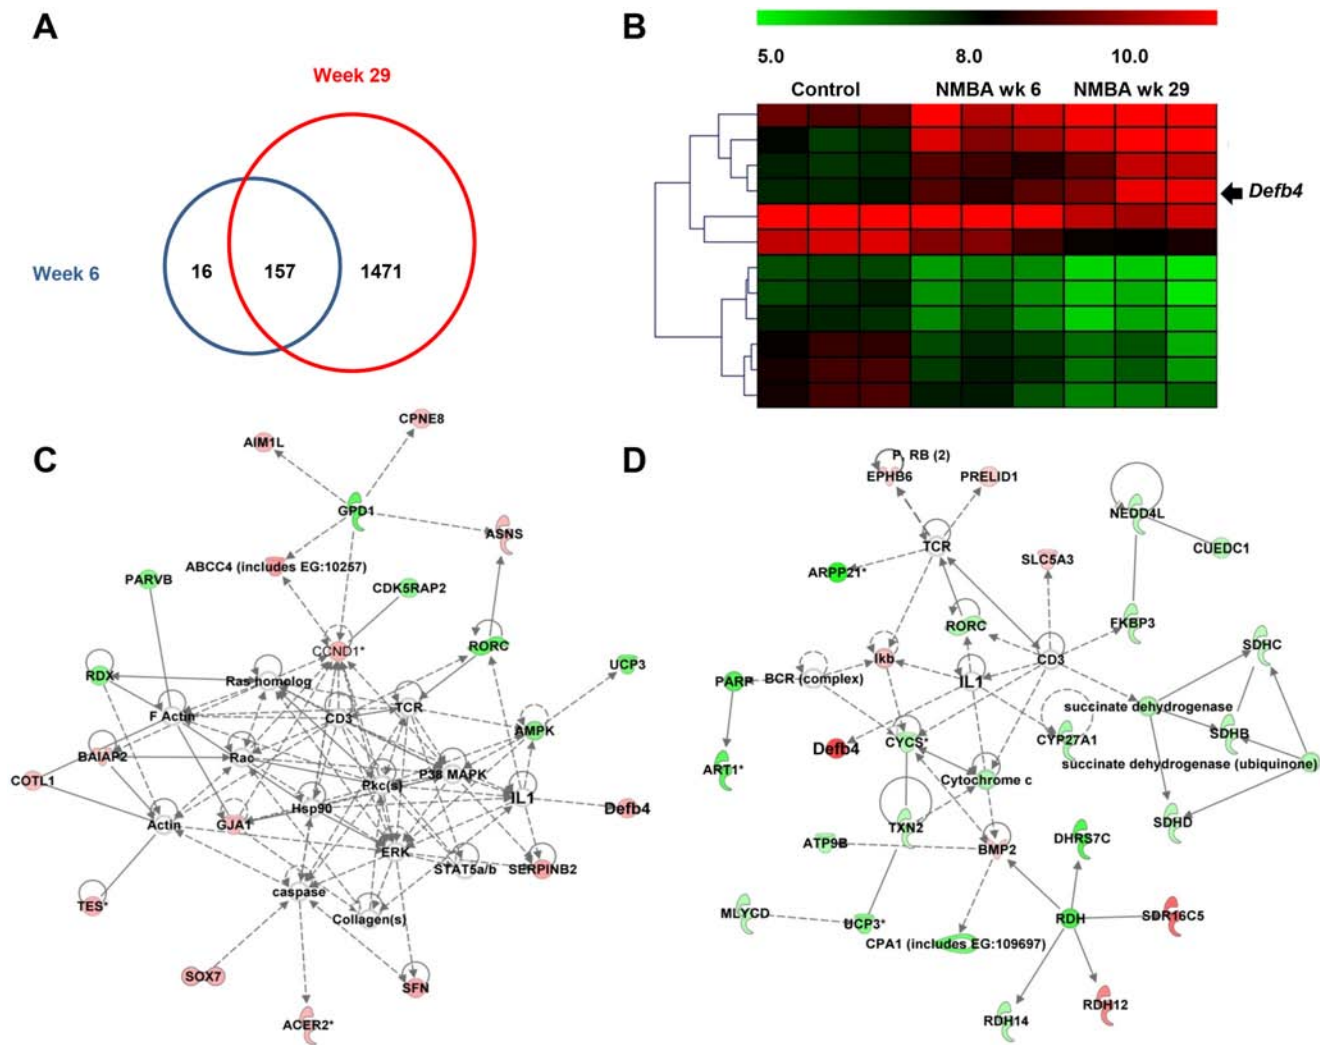 A
Week 29
Week 6
16
157
1471
B
5.0 8.0 10.0
Control NMBA wk 6 NMBA wk 29
Defb4
C
CPNE8
AIM1L
GPD1
ASNS
ABCC4 (includes EG:10257)
PARVB
CDK5RAP2
CCND1*
RORC
UCP3
RDX
Ras homolog
F Actin
CD3
TCR
AMPK
BAIAP2
Rac
P38 MAPK
COTL1
Pkc(s)
IL1
Hsp90
Defb4
Actin
GJA1
ERK
STAT5a/b
SERPINB2
caspase
TES*
Collagen(s)
SOX7
SFN
ACER2*
D
P, RB (2)
EPHB6
PRELID1
NEDD4L
TCR
CUEDC1
SLC5A3
ARPP21*
RORC
FKBP3
SDHC
Ikb
CD3
PARP
BCR (complex)
IL1
succinate dehydrogenase
Defb4
CYCS*
CYP27A1
SDHB
ART1*
Cytochrome c
succinate dehydrogenase (ubiquinone)
TXN2
SDHD
ATP9B
BMP2
DHRS7C
MLYCD
UCP3*
RDH
SDR16C5
CPA1 (includes EG:109697)
RDH14
RDH12